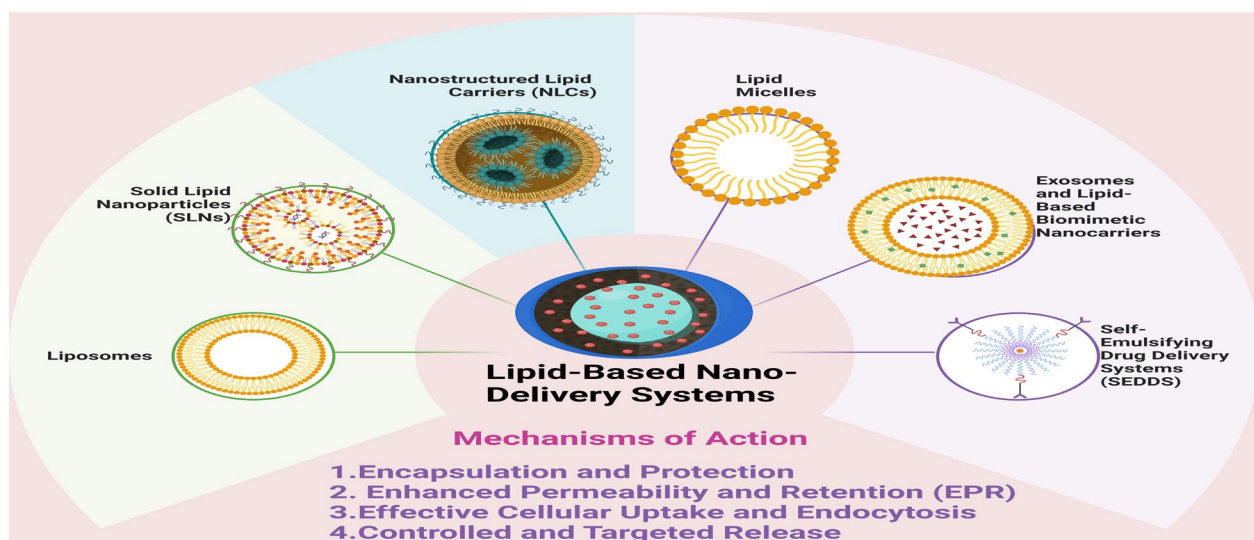 Nanostructured Lipid
Carriers (NLCs)
Lipid
Micelles
Solid Lipid
Nanoparticles
(SLNs)
Exosomes
and Lipid-
Based
Biomimetic
Nanocarriers
Liposomes
Self-
Emulsifying
Drug Delivery
Systems
(SEDDS)
Lipid-Based Nano-
Delivery Systems
Mechanisms of Action
1.Encapsulation and Protection
2. Enhanced Permeability and Retention (EPR)
3.Effective Cellular Uptake and Endocytosis
4.Controlled and Targeted Release